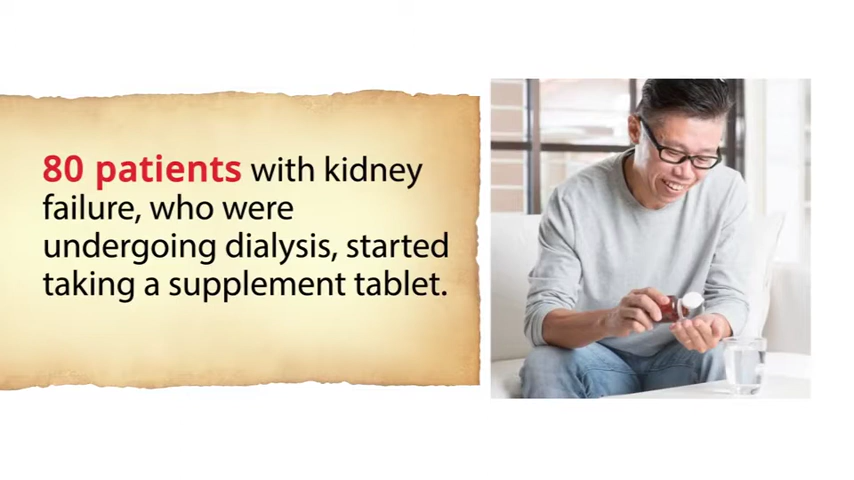 80 patients with kidney
failure, who were
undergoing dialysis, started
taking a supplement tablet.